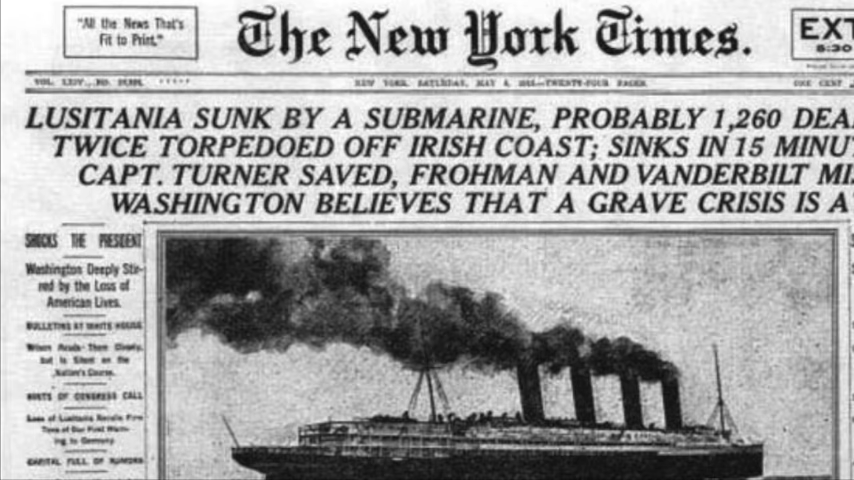 "All the News That's
Fit to Print."
The New York Times.
EXT
5:30
NEW YORK, SATURDAY, MAY 8, 1915.—TWENTY-FOUR PAGES.
ONE CENT
LUSITANIA SUNK BY A SUBMARINE, PROBABLY 1,260 DEA
TWICE TORPEDOED OFF IRISH COAST; SINKS IN 15 MINU
CAPT. TURNER SAVED, FROHMAN AND VANDERBILT MI
WASHINGTON BELIEVES THAT A GRAVE CRISIS IS A
SHOCKS THE PRESIDENT
Washington Deeply Stir-
red by the Loss of
American Lives.
BULLETINS AT WHITE HOUSE
Wilson Reads Them Closely,
but is Silent on the
Nation's Course.
HINTS OF CONGRESS CALL
Loss of Lusitania Recalls Firm
Tone of Our First Warn-
ing to Germany.
CAPITAL FULL OF RUMORS